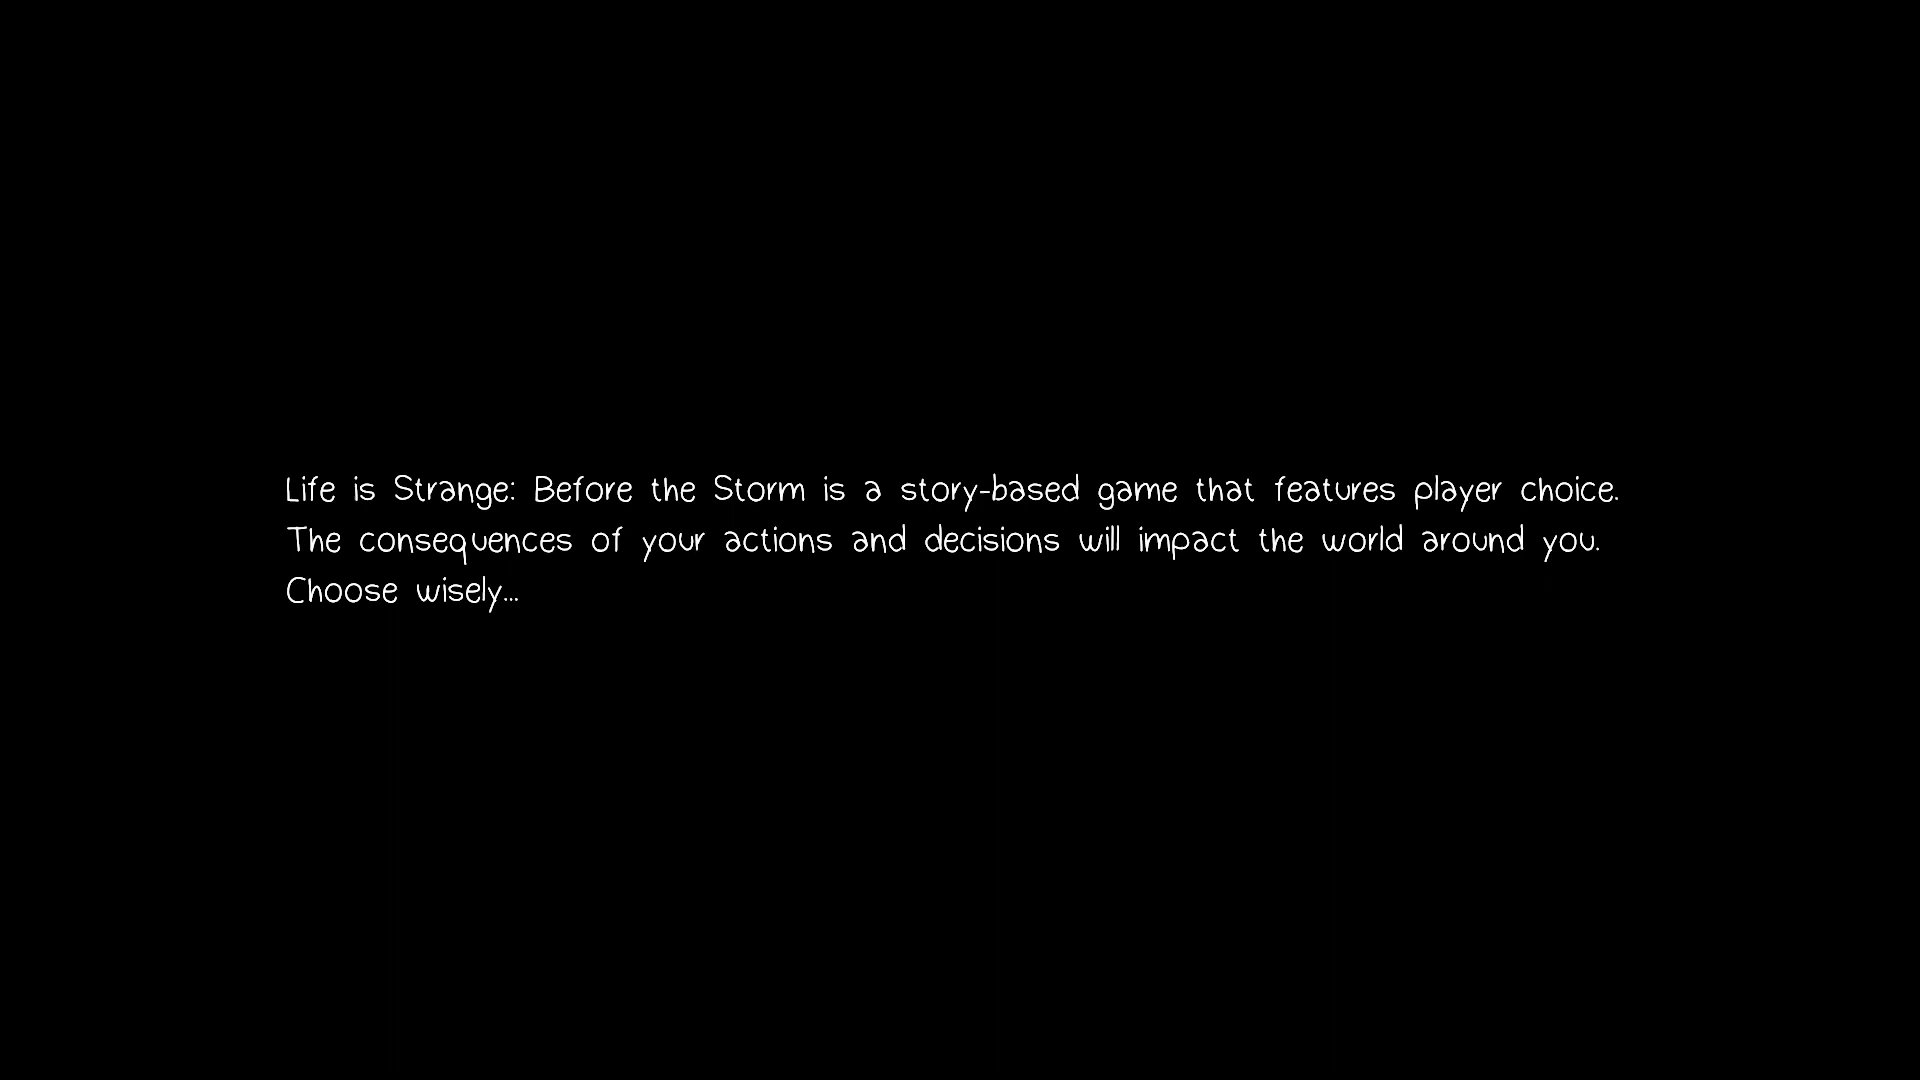 Life is Strange: Before the Storm is a story-based game that features player choice.
The consequences of your actions and decisions will impact the world around you.
Choose wisely...